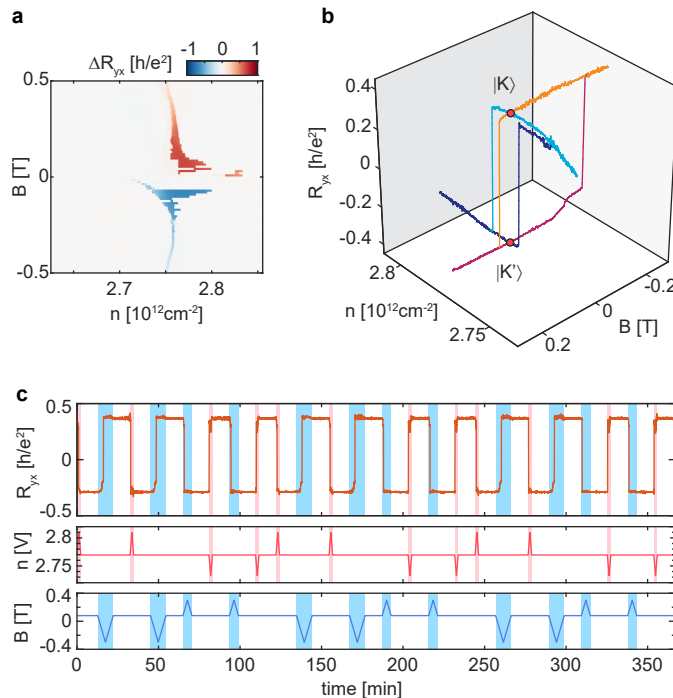 a
ΔRyx [h/e²]
-1 0 1
0.5
0
-0.5
B [T]
2.7 2.8
n [10¹²cm⁻²]
b
0.4
0.2
0
-0.2
-0.4
Ryx [h/e²]
|K⟩
|K'⟩
2.8
2.75
n [10¹²cm⁻²]
0.2
0
-0.2
B [T]
c
0.5
0
-0.5
Ryx [h/e²]
2.8
2.75
n [V]
0.4
0
-0.4
B [T]
0 50 100 150 200 250 300 350
time [min]